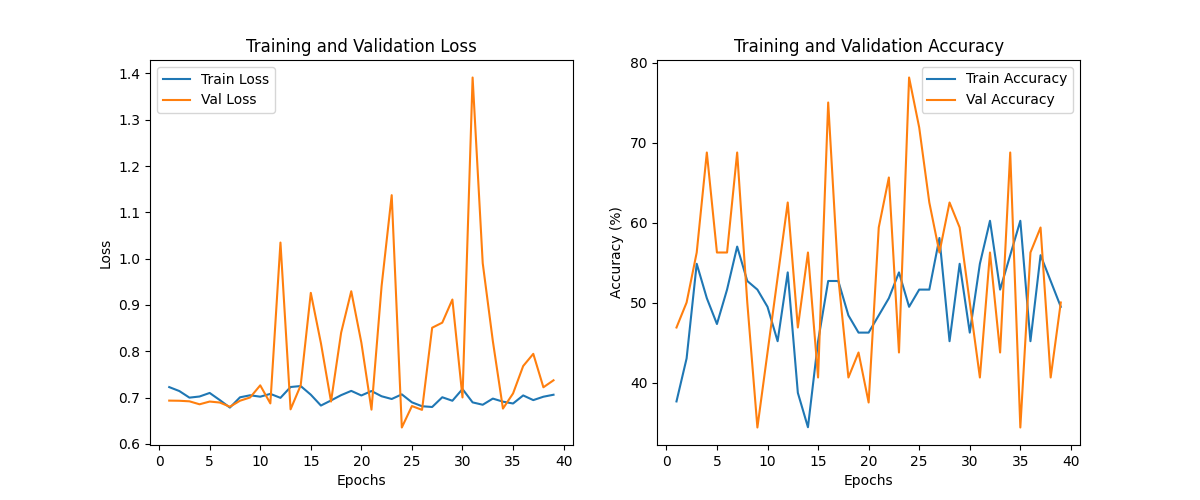 Training and Validation Loss
Train Loss
Val Loss
Loss
1.4
1.3
1.2
1.1
1.0
0.9
0.8
0.7
0.6
0 5 10 15 20 25 30 35 40
Epochs
Training and Validation Accuracy
Train Accuracy
Val Accuracy
Accuracy (%)
80
70
60
50
40
0 5 10 15 20 25 30 35 40
Epochs